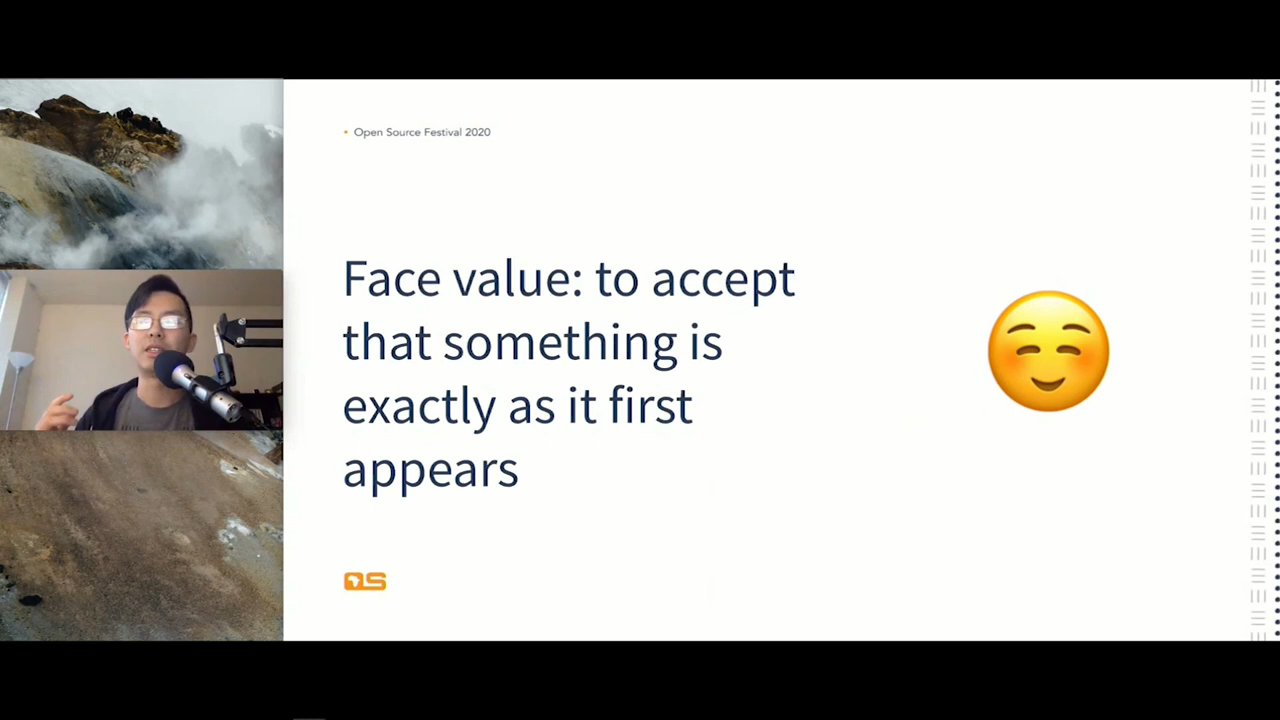 Open Source Festival 2020
Face value: to accept
that something is
exactly as it first
appears
OS